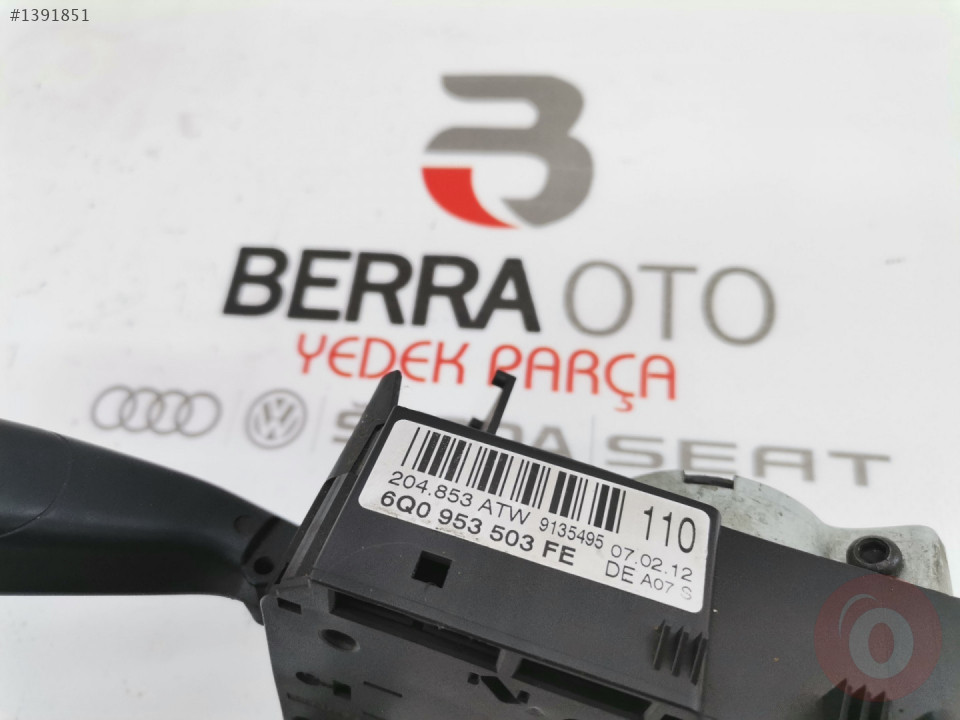 #1391851
BERRA OTO
YEDEK PARÇA
SEAT
110
204.853 ATW 9135495 07.02.12
6Q0 953 503 FE DE A07 S